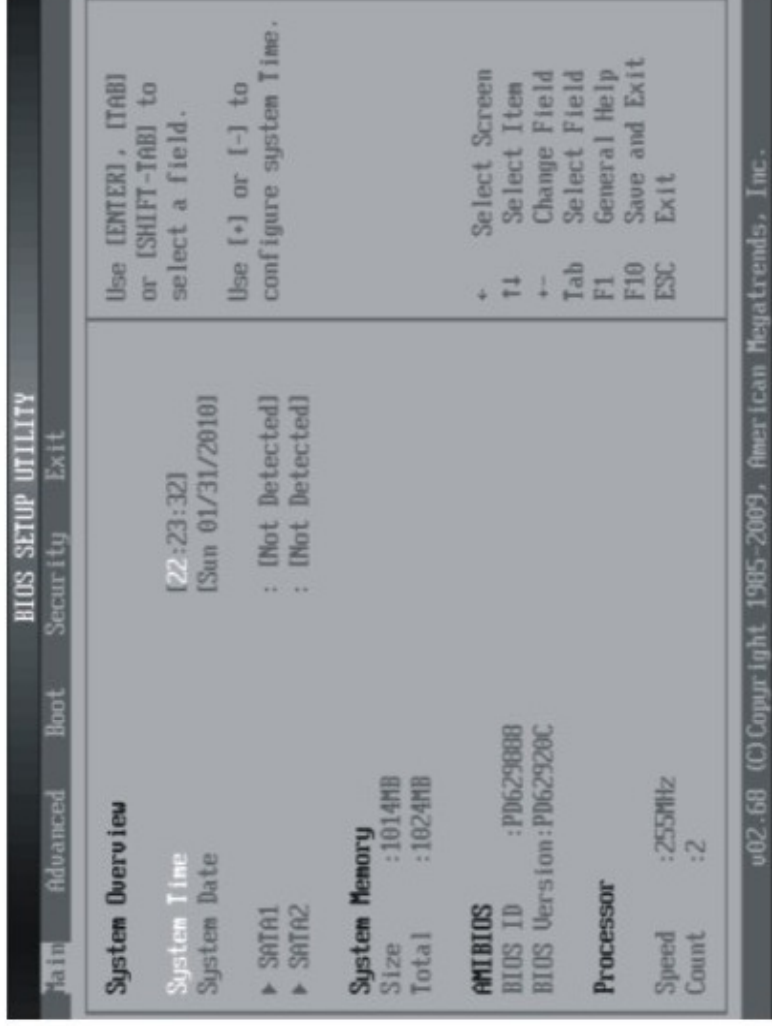 BIOS SETUP UTILITY
Main Advanced Boot Security Exit
System Overview
System Time [22:23:32]
System Date [Sun 01/31/2010]
▶ SATA1 : [Not Detected]
▶ SATA2 : [Not Detected]
System Memory
Size :1014MB
Total :1024MB
AMIBIOS
BIOS ID :PD629888
BIOS Version:PD62920C
Processor
Speed :255MHz
Count :2
Use [ENTER], [TAB]
or [SHIFT-TAB] to
select a field.
Use [+] or [-] to
configure system Time.
← Select Screen
↑↓ Select Item
+- Change Field
Tab Select Field
F1 General Help
F10 Save and Exit
ESC Exit
v02.68 (C)Copyright 1985-2009, American Megatrends, Inc.